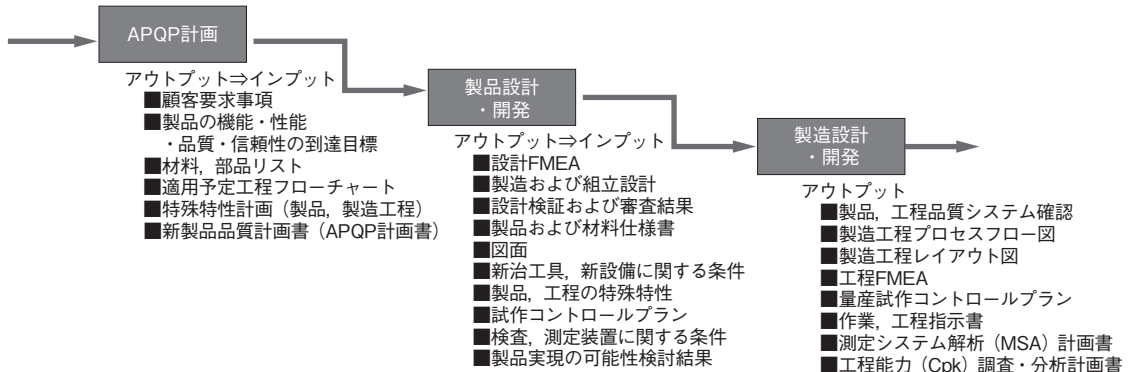 APQP計画
アウトプット⇒インプット
■顧客要求事項
■製品の機能・性能
・品質・信頼性の到達目標
■材料，部品リスト
■適用予定工程フローチャート
■特殊特性計画（製品，製造工程）
■新製品品質計画書（APQP計画書）
製品設計
・開発
アウトプット⇒インプット
■設計FMEA
■製造および組立設計
■設計検証および審査結果
■製品および材料仕様書
■図面
■新治工具，新設備に関する条件
■製品，工程の特殊特性
■試作コントロールプラン
■検査，測定装置に関する条件
■製品実現の可能性検討結果
製造設計
・開発
アウトプット
■製品，工程品質システム確認
■製造工程プロセスフロー図
■製造工程レイアウト図
■工程FMEA
■量産試作コントロールプラン
■作業，工程指示書
■測定システム解析（MSA）計画書
■工程能力（Cpk）調査・分析計画書